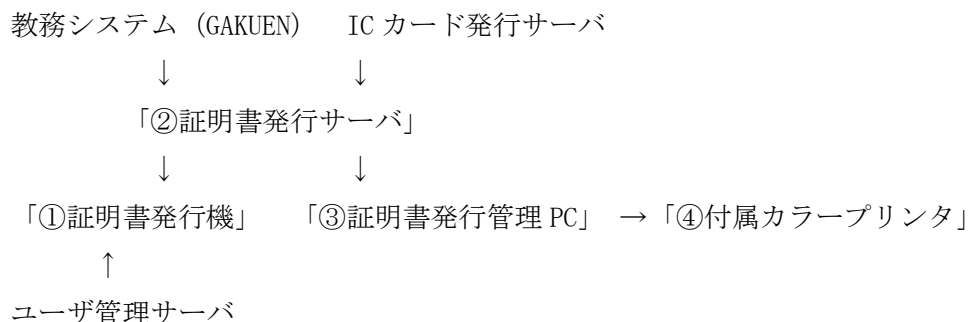 教務システム (GAKUEN)　IC カード発行サーバ
↓　↓
「②証明書発行サーバ」
↓　↓
「①証明書発行機」　「③証明書発行管理 PC」 →「④付属カラープリンタ」
↑
ユーザ管理サーバ